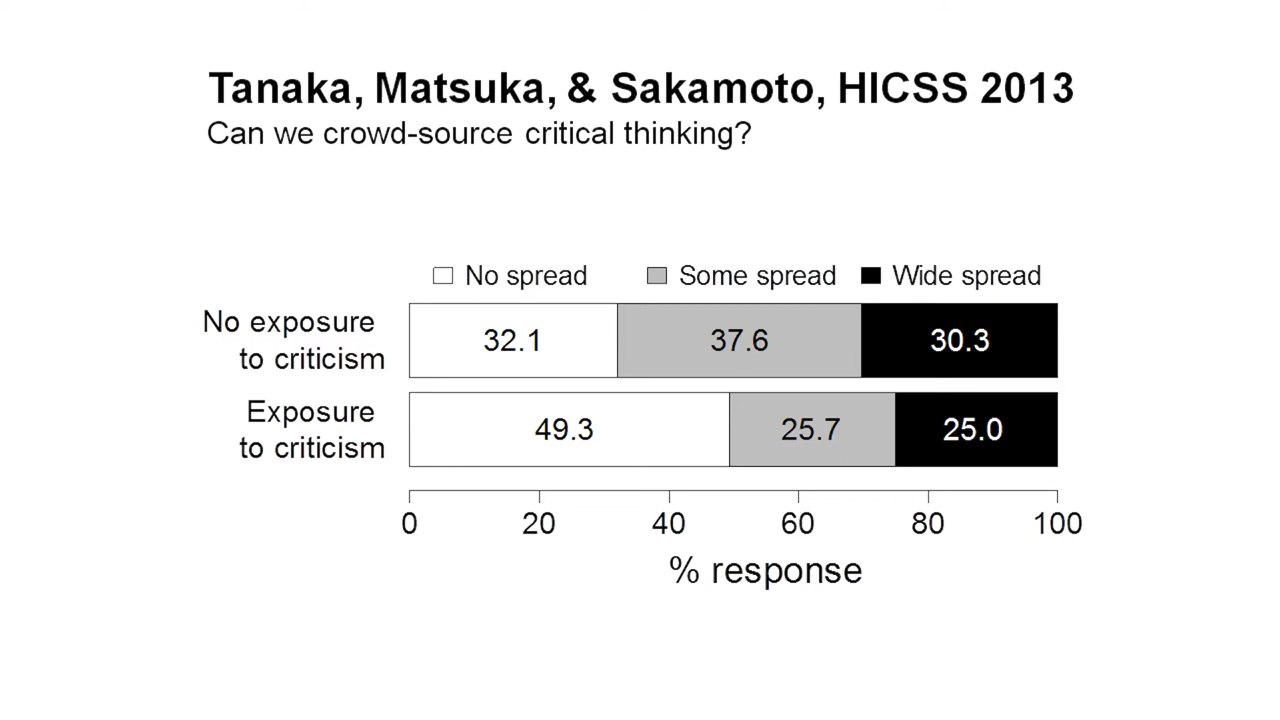 Tanaka, Matsuka, & Sakamoto, HICSS 2013
Can we crowd-source critical thinking?
No spread
Some spread
Wide spread
No exposure
to criticism
32.1
37.6
30.3
Exposure
to criticism
49.3
25.7
25.0
0
20
40
60
80
100
% response